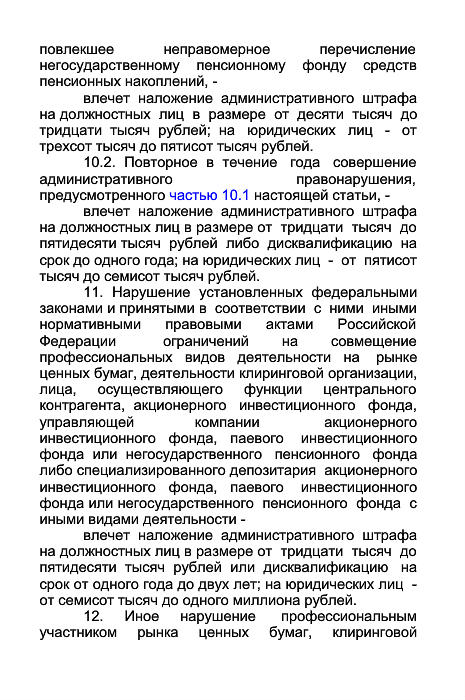 повлекшее неправомерное перечисление
негосударственному пенсионному фонду средств
пенсионных накоплений, -
влечет наложение административного штрафа
на должностных лиц в размере от десяти тысяч до
тридцати тысяч рублей; на юридических лиц - от
трехсот тысяч до пятисот тысяч рублей.
10.2. Повторное в течение года совершение
административного правонарушения,
предусмотренного частью 10.1 настоящей статьи, -
влечет наложение административного штрафа
на должностных лиц в размере от тридцати тысяч до
пятидесяти тысяч рублей либо дисквалификацию на
срок до одного года; на юридических лиц - от пятисот
тысяч до семисот тысяч рублей.
11. Нарушение установленных федеральными
законами и принятыми в соответствии с ними иными
нормативными правовыми актами Российской
Федерации ограничений на совмещение
профессиональных видов деятельности на рынке
ценных бумаг, деятельности клиринговой организации,
лица, осуществляющего функции центрального
контрагента, акционерного инвестиционного фонда,
управляющей компании акционерного
инвестиционного фонда, паевого инвестиционного
фонда или негосударственного пенсионного фонда
либо специализированного депозитария акционерного
инвестиционного фонда, паевого инвестиционного
фонда или негосударственного пенсионного фонда с
иными видами деятельности -
влечет наложение административного штрафа
на должностных лиц в размере от тридцати тысяч до
пятидесяти тысяч рублей или дисквалификацию на
срок от одного года до двух лет; на юридических лиц -
от семисот тысяч до одного миллиона рублей.
12. Иное нарушение профессиональным
участником рынка ценных бумаг, клиринговой